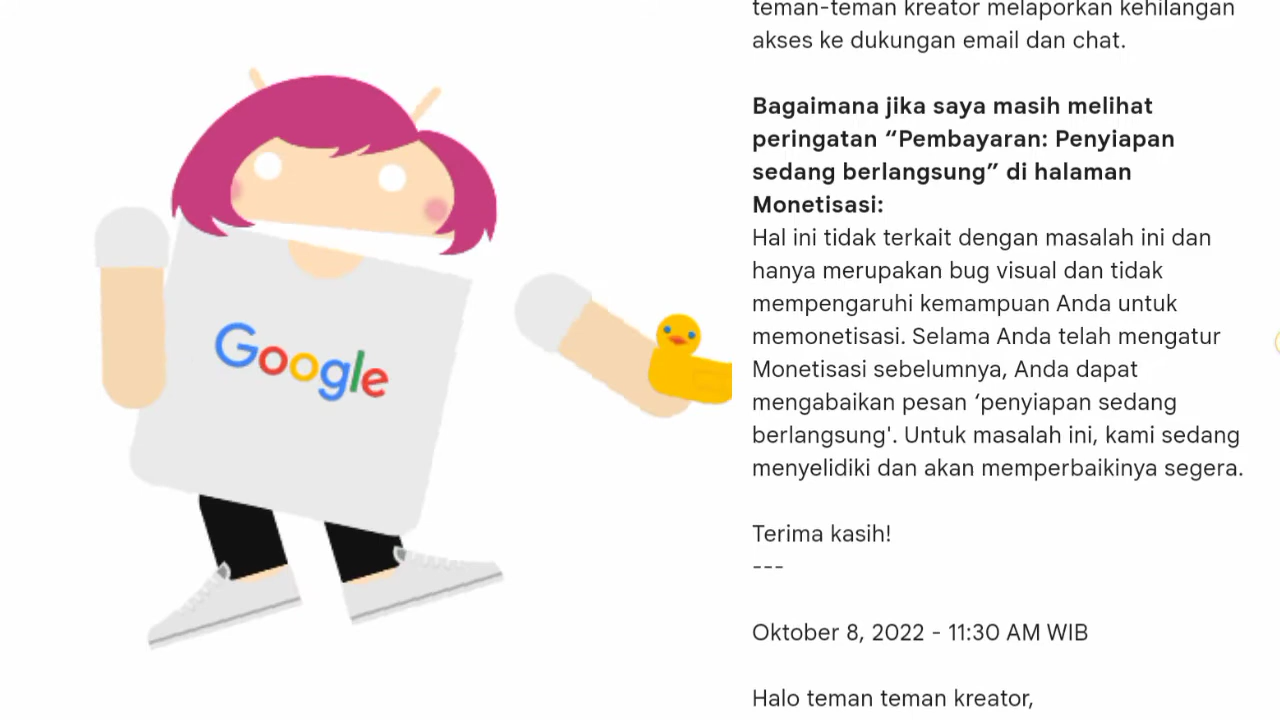 Google
teman-teman kreator melaporkan kehilangan
akses ke dukungan email dan chat.
Bagaimana jika saya masih melihat
peringatan “Pembayaran: Penyiapan
sedang berlangsung” di halaman
Monetisasi:
Hal ini tidak terkait dengan masalah ini dan
hanya merupakan bug visual dan tidak
mempengaruhi kemampuan Anda untuk
memonetisasi. Selama Anda telah mengatur
Monetisasi sebelumnya, Anda dapat
mengabaikan pesan ‘penyiapan sedang
berlangsung'. Untuk masalah ini, kami sedang
menyelidiki dan akan memperbaikinya segera.
Terima kasih!
---
Oktober 8, 2022 - 11:30 AM WIB
Halo teman teman kreator,